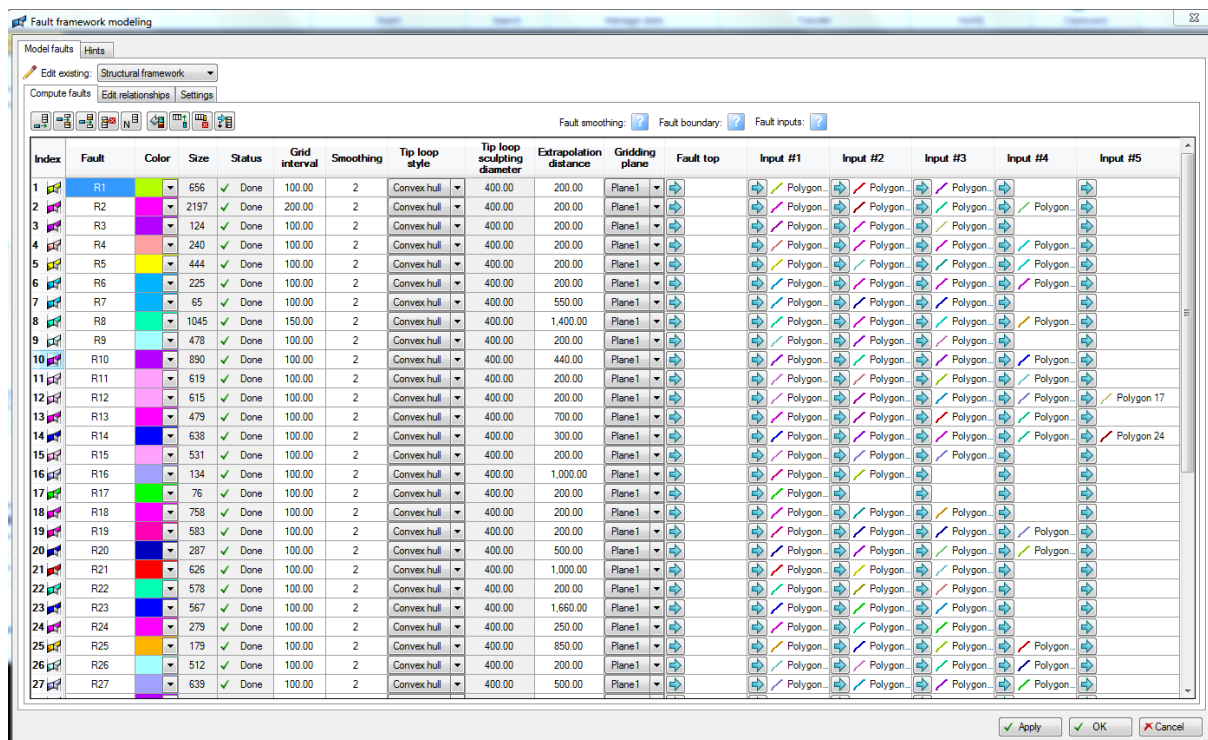 Fault framework modeling
Model faults Hints
Edit existing: Structural framework
Compute faults Edit relationships Settings
Fault smoothing: ? Fault boundary: ? Fault inputs: ?
Index Fault Color Size Status Grid interval Smoothing Tip loop style Tip loop sculpting diameter Extrapolation distance Gridding plane Fault top Input #1 Input #2 Input #3 Input #4 Input #5
1 R1 656 Done 100.00 2 Convex hull 400.00 200.00 Plane1 Polygon... Polygon... Polygon...
2 R2 2197 Done 200.00 2 Convex hull 400.00 200.00 Plane1 Polygon... Polygon... Polygon... Polygon...
3 R3 124 Done 100.00 2 Convex hull 400.00 200.00 Plane1 Polygon... Polygon... Polygon...
4 R4 240 Done 100.00 2 Convex hull 400.00 200.00 Plane1 Polygon... Polygon... Polygon... Polygon...
5 R5 444 Done 100.00 2 Convex hull 400.00 200.00 Plane1 Polygon... Polygon... Polygon... Polygon...
6 R6 225 Done 100.00 2 Convex hull 400.00 200.00 Plane1 Polygon... Polygon... Polygon... Polygon...
7 R7 65 Done 100.00 2 Convex hull 400.00 550.00 Plane1 Polygon... Polygon... Polygon...
8 R8 1045 Done 150.00 2 Convex hull 400.00 1,400.00 Plane1 Polygon... Polygon... Polygon... Polygon...
9 R9 478 Done 100.00 2 Convex hull 400.00 200.00 Plane1 Polygon... Polygon... Polygon...
10 R10 890 Done 100.00 2 Convex hull 400.00 440.00 Plane1 Polygon... Polygon... Polygon... Polygon...
11 R11 619 Done 100.00 2 Convex hull 400.00 200.00 Plane1 Polygon... Polygon... Polygon... Polygon...
12 R12 615 Done 100.00 2 Convex hull 400.00 200.00 Plane1 Polygon... Polygon... Polygon... Polygon... Polygon 17
13 R13 479 Done 100.00 2 Convex hull 400.00 700.00 Plane1 Polygon... Polygon... Polygon... Polygon...
14 R14 638 Done 100.00 2 Convex hull 400.00 300.00 Plane1 Polygon... Polygon... Polygon... Polygon... Polygon 24
15 R15 531 Done 100.00 2 Convex hull 400.00 200.00 Plane1 Polygon... Polygon... Polygon...
16 R16 134 Done 100.00 2 Convex hull 400.00 1,000.00 Plane1 Polygon... Polygon...
17 R17 76 Done 100.00 2 Convex hull 400.00 200.00 Plane1 Polygon...
18 R18 758 Done 100.00 2 Convex hull 400.00 200.00 Plane1 Polygon... Polygon... Polygon...
19 R19 583 Done 100.00 2 Convex hull 400.00 200.00 Plane1 Polygon... Polygon... Polygon... Polygon...
20 R20 287 Done 100.00 2 Convex hull 400.00 500.00 Plane1 Polygon... Polygon... Polygon... Polygon...
21 R21 626 Done 100.00 2 Convex hull 400.00 1,000.00 Plane1 Polygon... Polygon... Polygon...
22 R22 578 Done 100.00 2 Convex hull 400.00 200.00 Plane1 Polygon... Polygon... Polygon...
23 R23 567 Done 100.00 2 Convex hull 400.00 1,660.00 Plane1 Polygon... Polygon... Polygon...
24 R24 279 Done 100.00 2 Convex hull 400.00 250.00 Plane1 Polygon... Polygon... Polygon...
25 R25 179 Done 100.00 2 Convex hull 400.00 850.00 Plane1 Polygon... Polygon... Polygon... Polygon...
26 R26 512 Done 100.00 2 Convex hull 400.00 200.00 Plane1 Polygon... Polygon... Polygon... Polygon...
27 R27 639 Done 100.00 2 Convex hull 400.00 500.00 Plane1 Polygon... Polygon... Polygon... Polygon...
Apply OK Cancel